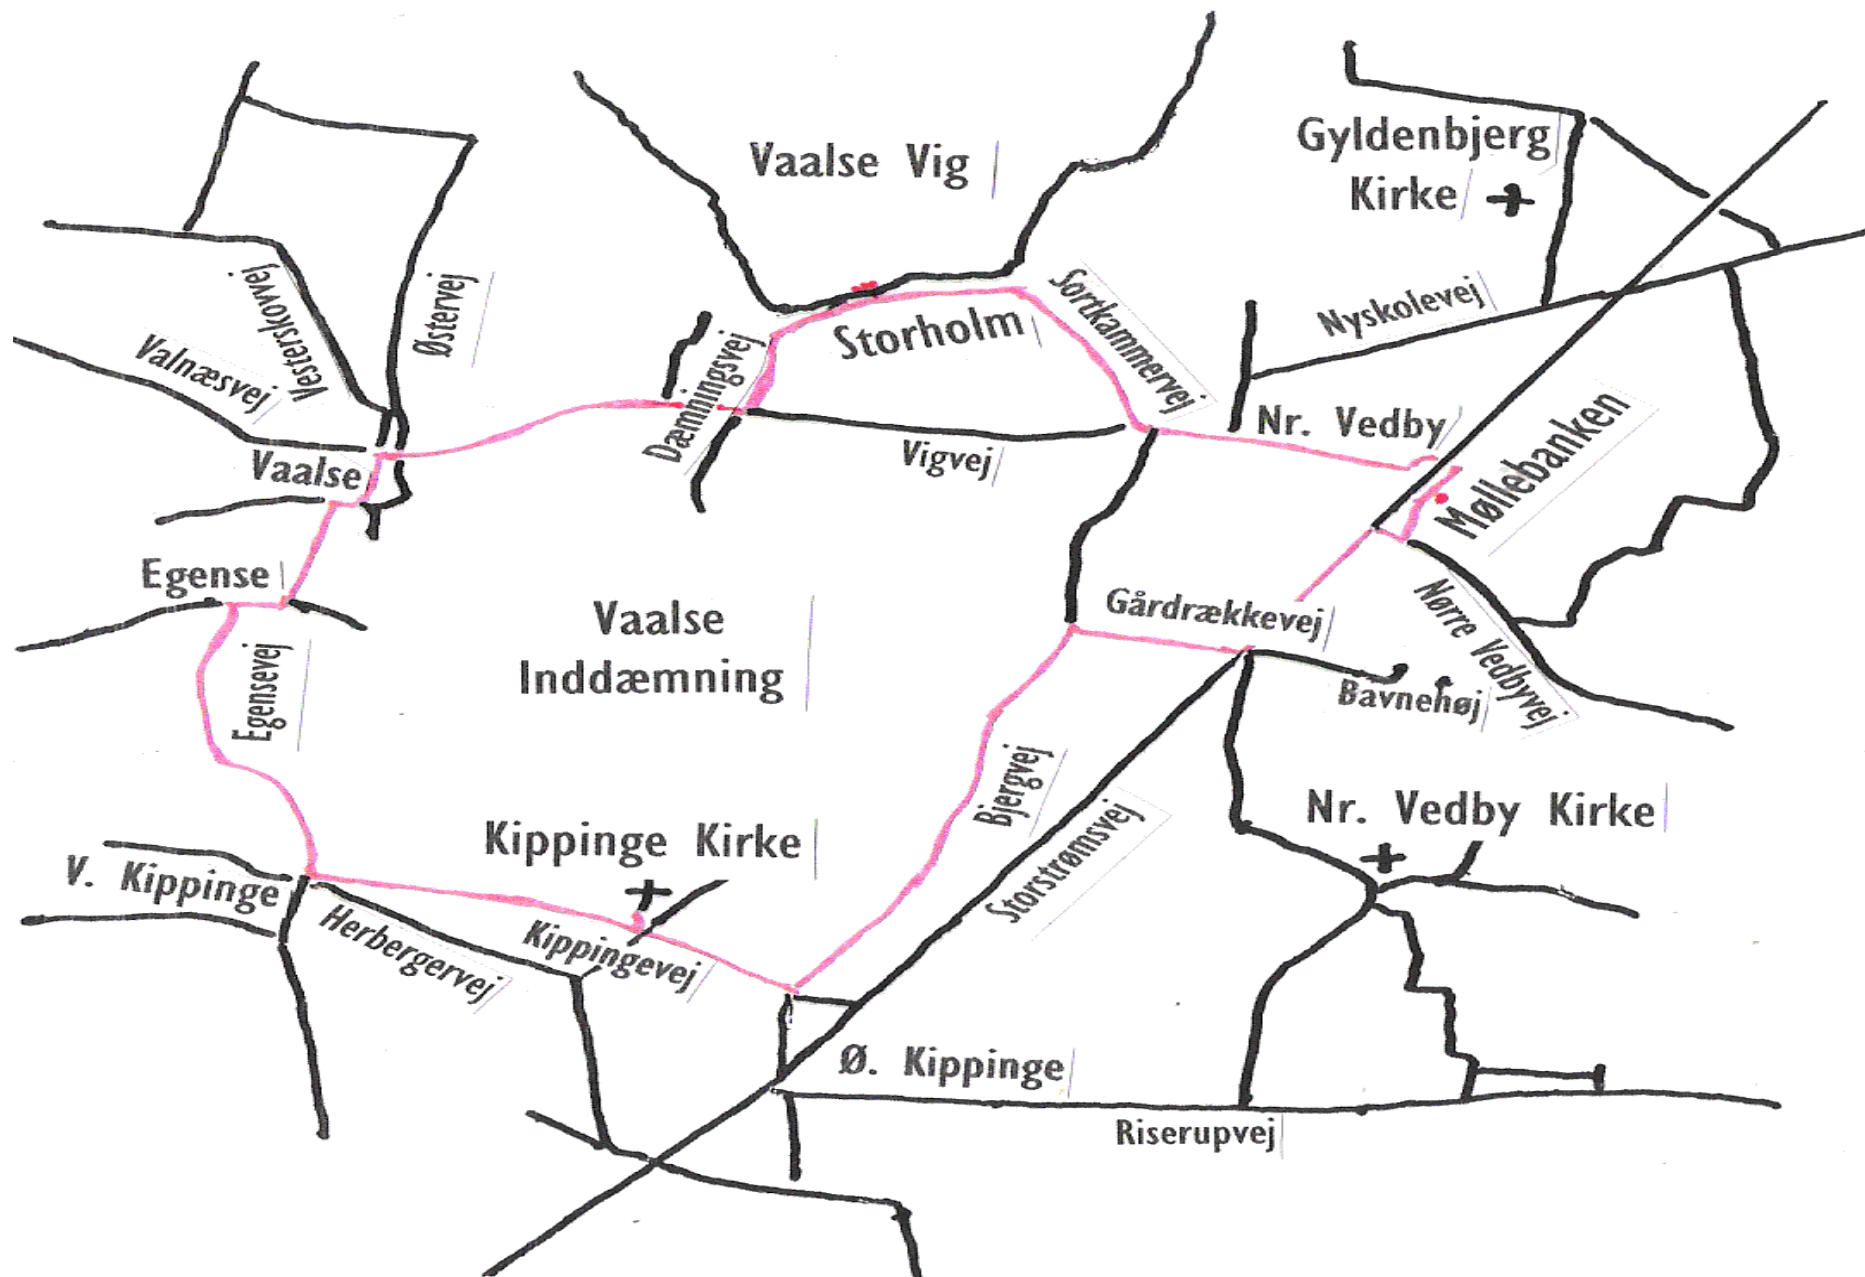 Gyldenbjerg
Kirke
Vaalse Vig
Vesterskovvej
Østervej
Valnæsvej
Sortkammervej
Nyskolevej
Storholm
Dæmningsvej
Vaalse
Vigvej
Nr. Vedby
Møllebanken
Egense
Vaalse
Inddæmning
Gårdrækkevej
Nørre Vedbyvej
Egensevej
Bavnehøj
Bjergvej
Storstrømsvej
Nr. Vedby Kirke
Kippinge Kirke
V. Kippinge
Herbergervej
Kippingevej
Ø. Kippinge
Riserupvej